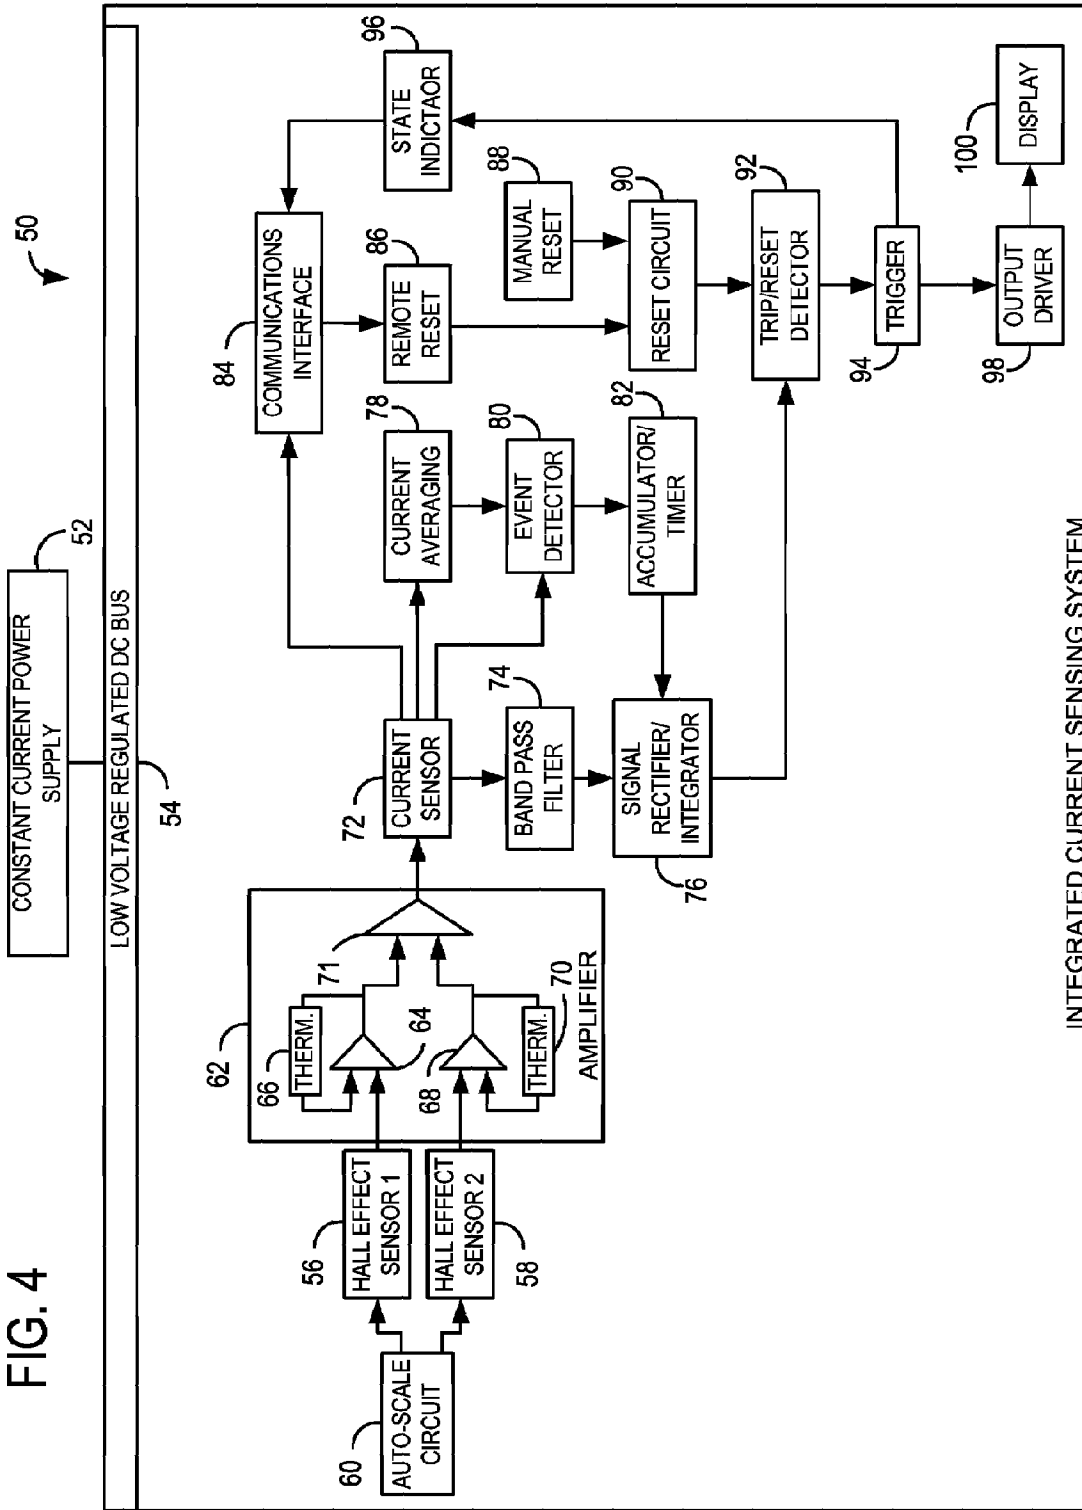 FIG. 4
50
CONSTANT CURRENT POWER
SUPPLY
52
LOW VOLTAGE REGULATED DC BUS
54
60
AUTO-SCALE
CIRCUIT
56
HALL EFFECT
SENSOR 1
HALL EFFECT
SENSOR 2
58
62
66
THERM.
64
71
68
THERM.
70
AMPLIFIER
72
CURRENT
SENSOR
74
BAND PASS
FILTER
SIGNAL
RECTIFIER/
INTEGRATOR
76
78
CURRENT
AVERAGING
80
EVENT
DETECTOR
82
ACCUMULATOR/
TIMER
84
COMMUNICATIONS
INTERFACE
86
REMOTE
RESET
88
MANUAL
RESET
90
RESET CIRCUIT
92
TRIP/RESET
DETECTOR
94
TRIGGER
96
STATE
INDICTAOR
98
OUTPUT
DRIVER
100
DISPLAY
INTEGRATED CURRENT SENSING SYSTEM